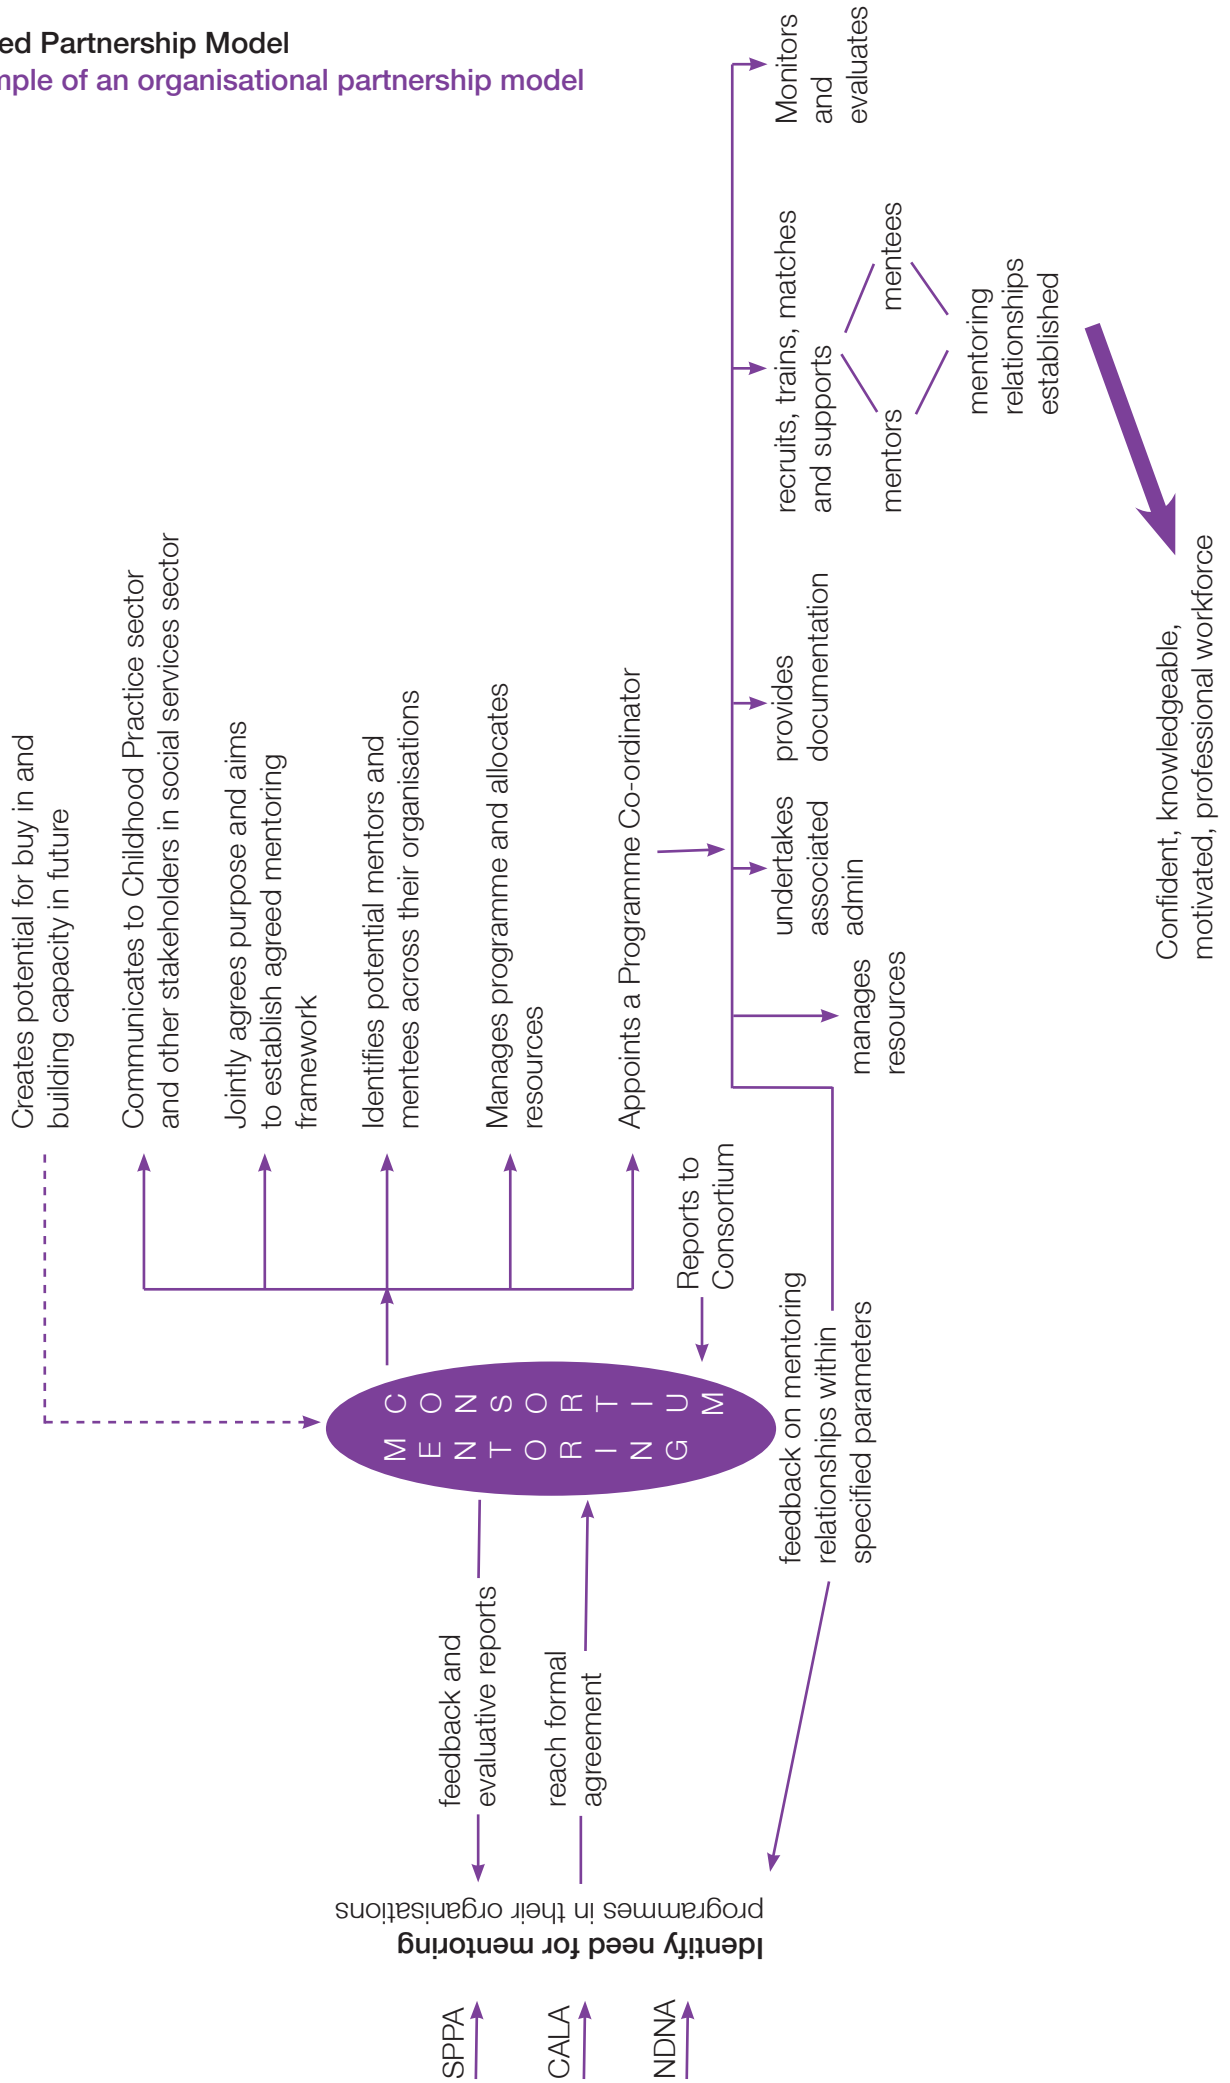 ed Partnership Model
mple of an organisational partnership model
SPPA
CALA
NDNA
Identify need for mentoring
programmes in their organisations
feedback and
evaluative reports
reach formal
agreement
feedback on mentoring
relationships within
specified parameters
MENTORING
CONSORTIUM
Reports to
Consortium
Creates potential for buy in and
building capacity in future
Communicates to Childhood Practice sector
and other stakeholders in social services sector
Jointly agrees purpose and aims
to establish agreed mentoring
framework
Identifies potential mentors and
mentees across their organisations
Manages programme and allocates
resources
Appoints a Programme Co-ordinator
manages
resources
undertakes
associated
admin
provides
documentation
recruits, trains, matches
and supports
mentors
mentees
mentoring
relationships
established
Monitors
and
evaluates
Confident, knowledgeable,
motivated, professional workforce